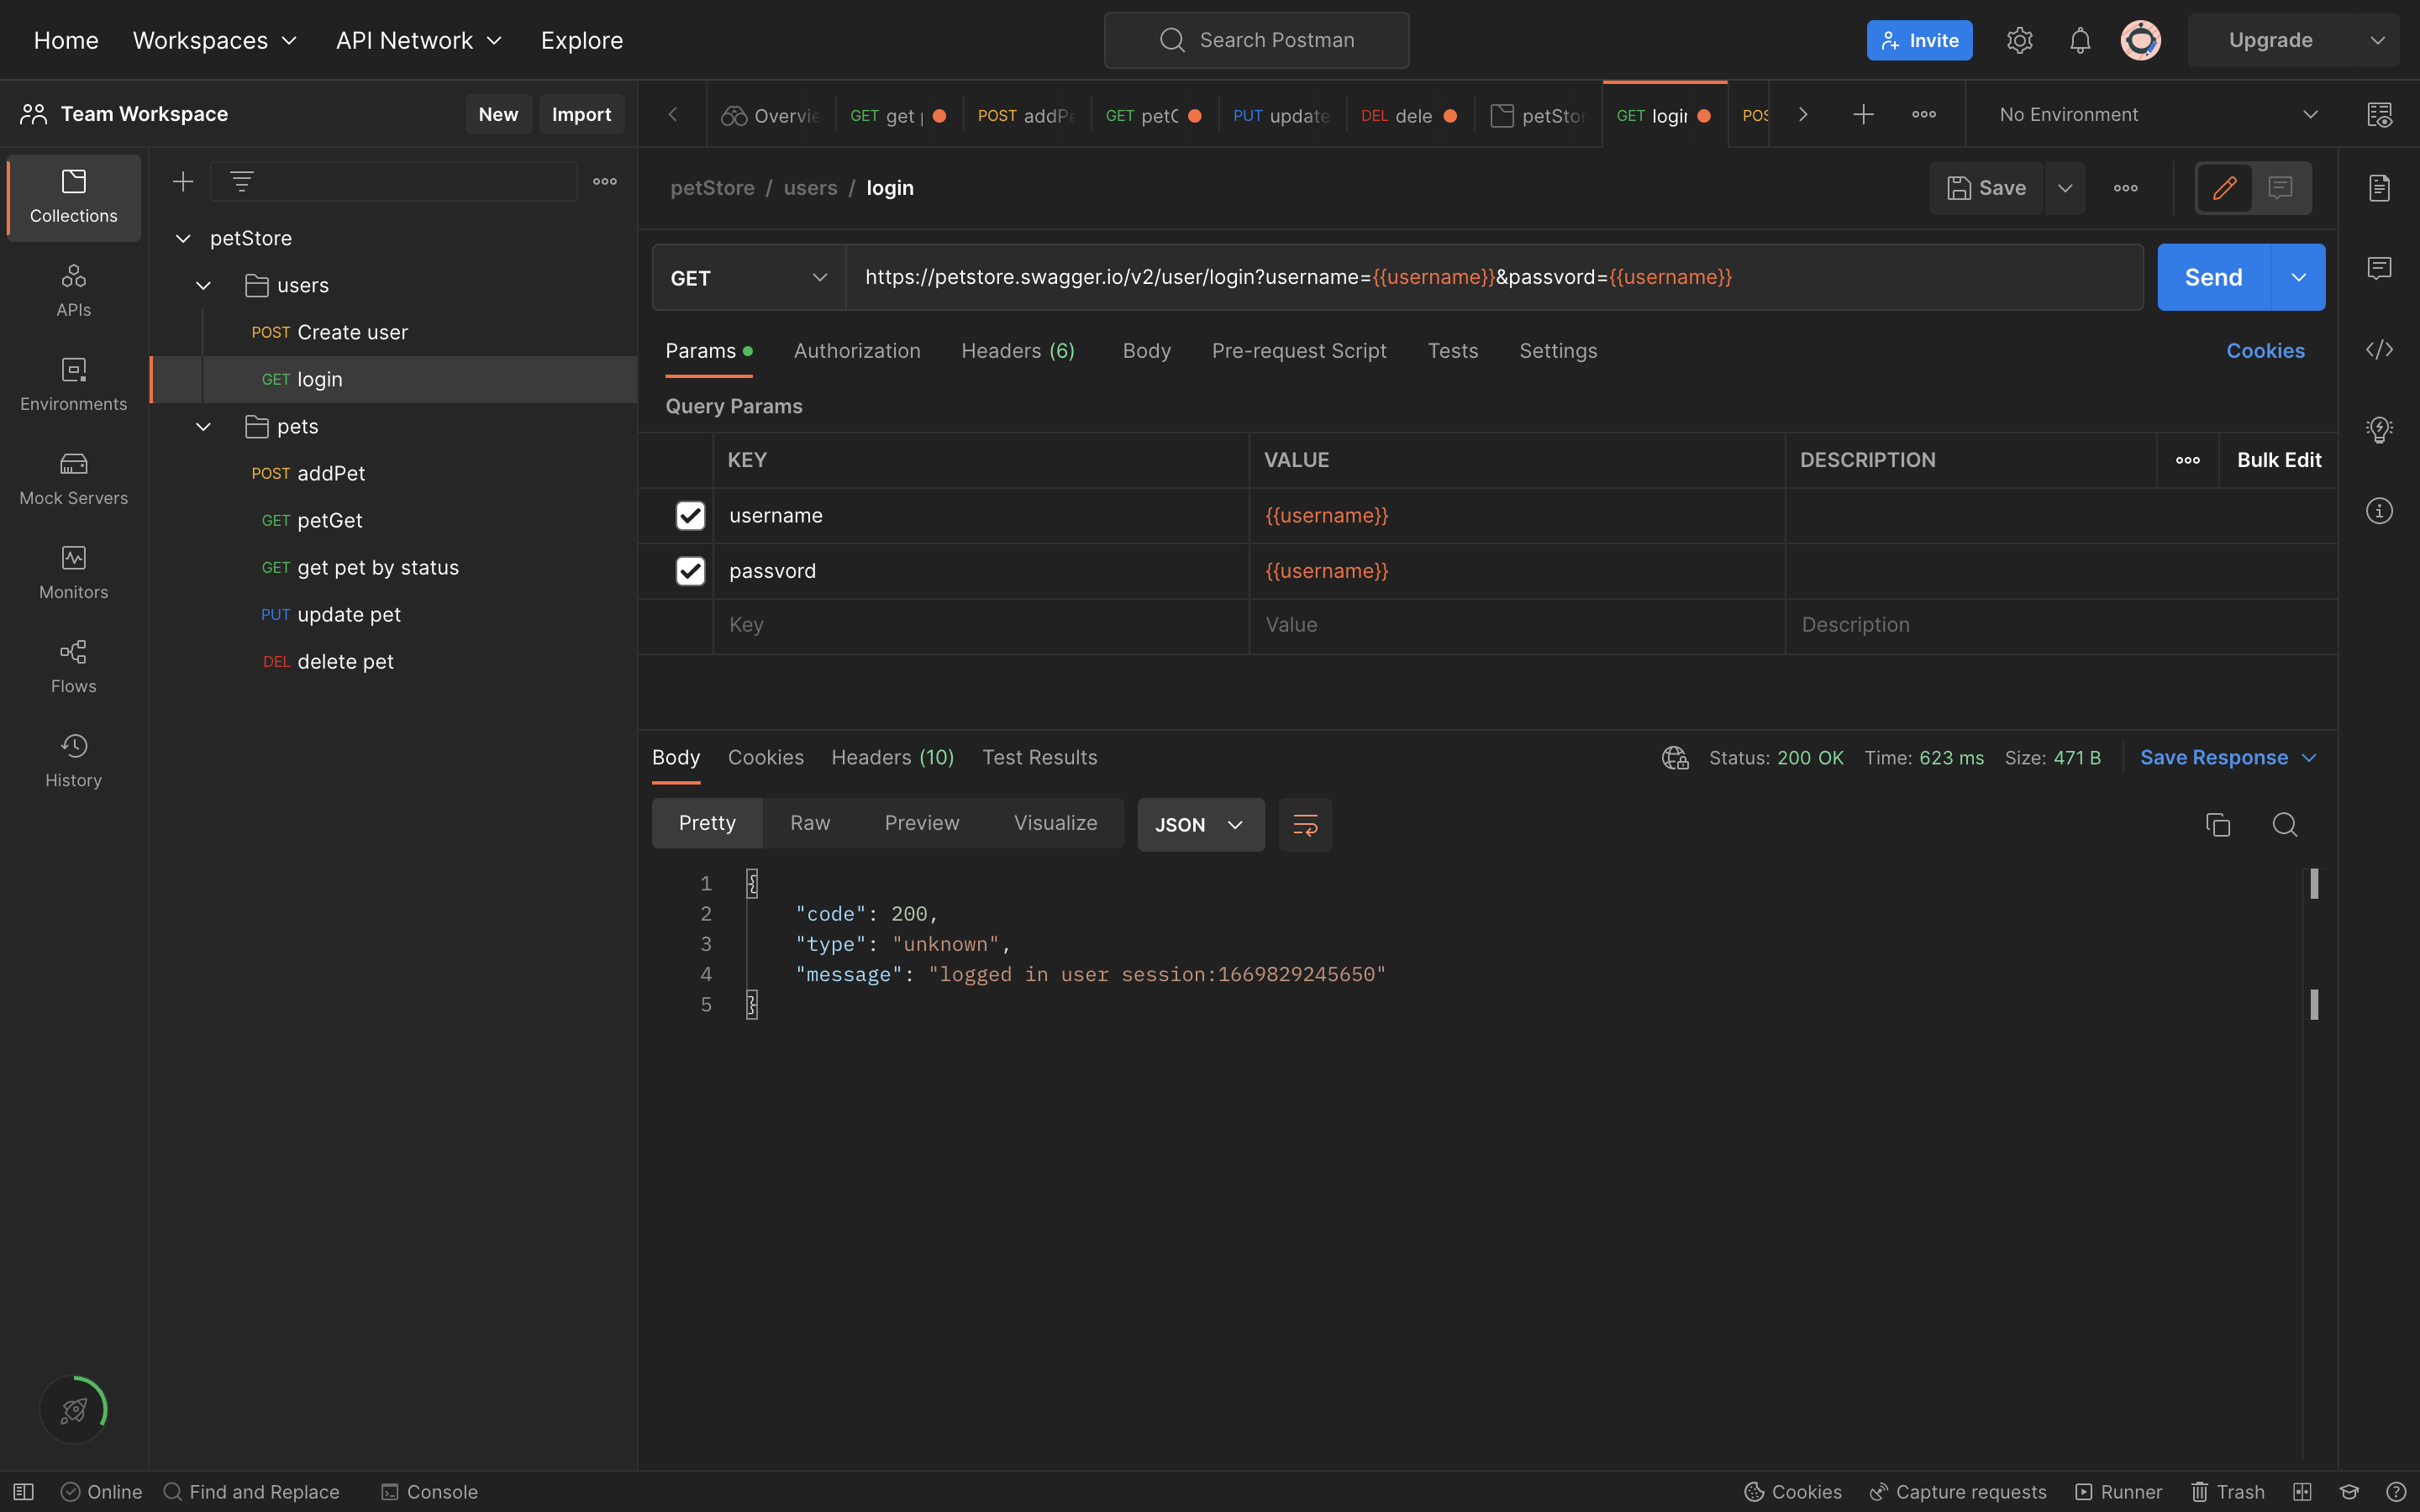 Home Workspaces API Network Explore Search Postman Invite Upgrade
Team Workspace New Import
Overvie GET get POST addPe GET petG PUT update DEL dele petStor GET login POS No Environment
Collections
APIs
Environments
Mock Servers
Monitors
Flows
History
petStore
users
POST Create user
GET login
pets
POST addPet
GET petGet
GET get pet by status
PUT update pet
DEL delete pet
petStore / users / login Save
GET https://petstore.swagger.io/v2/user/login?username={{username}}&passvord={{username}} Send
Params Authorization Headers (6) Body Pre-request Script Tests Settings Cookies
Query Params
KEY VALUE DESCRIPTION Bulk Edit
username {{username}}
passvord {{username}}
Key Value Description
Body Cookies Headers (10) Test Results Status: 200 OK Time: 623 ms Size: 471 B Save Response
Pretty Raw Preview Visualize JSON
1 {
2 "code": 200,
3 "type": "unknown",
4 "message": "logged in user session:1669829245650"
5 }
Online Find and Replace Console Cookies Capture requests Runner Trash